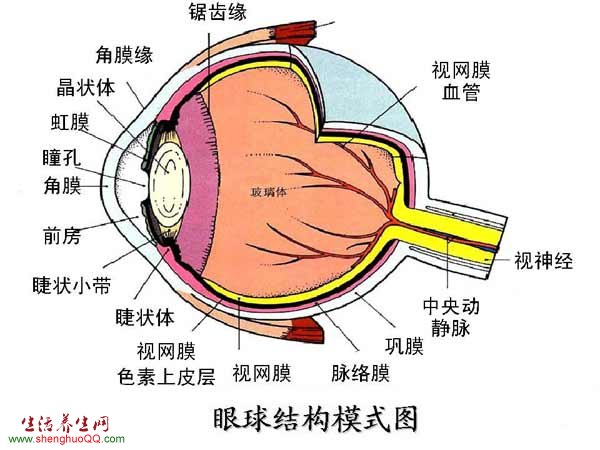 锯齿缘
角膜缘
晶状体
虹膜
瞳孔
角膜
前房
睫状小带
睫状体
视网膜
色素上皮层
视网膜
脉络膜
巩膜
中央动
静脉
视神经
视网膜
血管
玻璃体
眼球结构模式图
生活养生网
www.shenghuoQQ.com